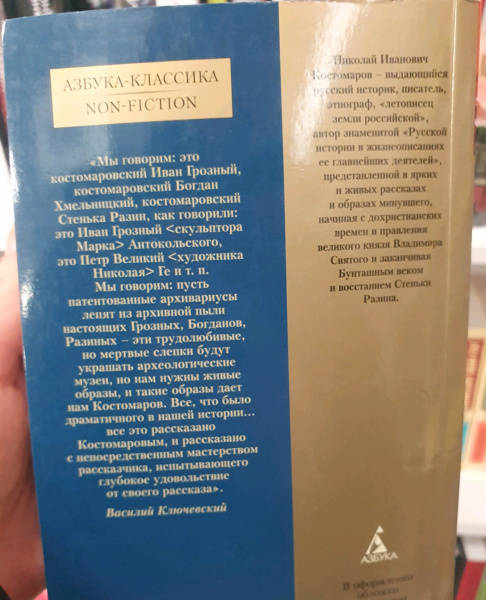 АЗБУКА-КЛАССИКА
NON-FICTION
«Мы говорим: это
костомаровский Иван Грозный,
костомаровский Богдан
Хмельницкий, костомаровский
Стенька Разин, как говорили:
это Иван Грозный <скульптора
Марка> Антокольского,
это Петр Великий <художника
Николая> Ге и т. п.
Мы говорим: пусть
патентованные архивариусы
лепят из архивной пыли
настоящих Грозных, Богданов,
Разиных – эти трудолюбивые,
но мертвые слепки будут
украшать археологические
музеи, но нам нужны живые
образы, и такие образы дает
нам Костомаров. Все, что было
драматичного в нашей истории...
все это рассказано
Костомаровым, и рассказано
с непосредственным мастерством
рассказчика, испытывающего
глубокое удовольствие
от своего рассказа».
Василий Ключевский
Николай Иванович
Костомаров – выдающийся
русский историк, писатель,
этнограф, «летописец
земли российской»,
автор знаменитой «Русской
истории в жизнеописаниях
ее главнейших деятелей»,
представленной в ярких
и живых рассказах
и образах минувшего,
начиная с дохристианских
времен и правления
великого князя Владимира
Святого и заканчивая
Бунташным веком
и восстанием Стеньки
Разина.
АЗБУКА
В оформлении
обложки